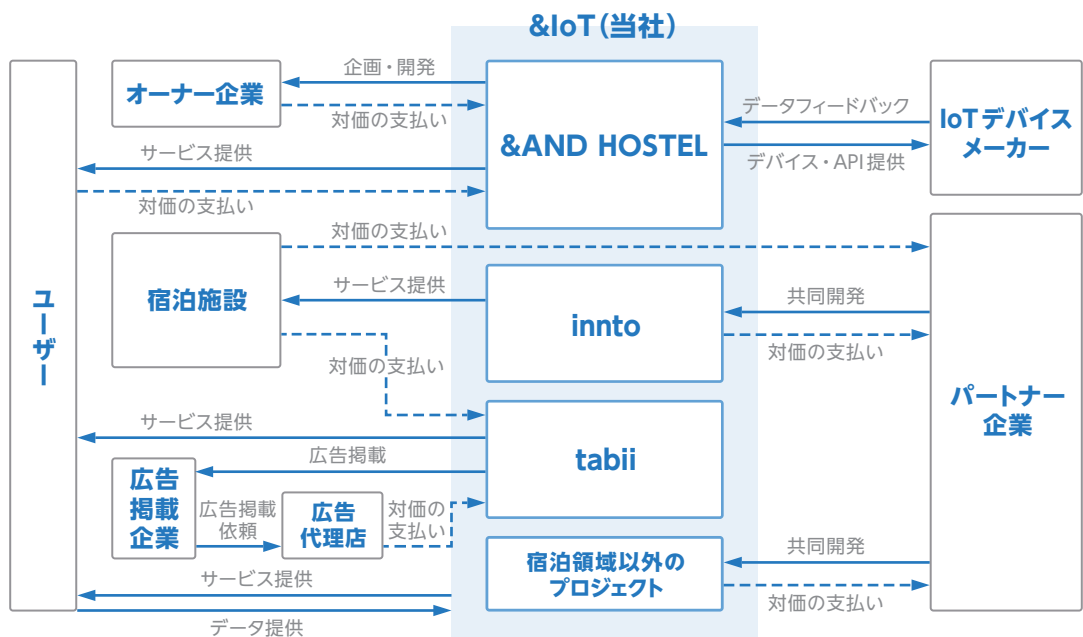 &IoT(当社)
オーナー企業
企画・開発
対価の支払い
&AND HOSTEL
データフィードバック
デバイス・API提供
IoTデバイス
メーカー
サービス提供
対価の支払い
ユーザー
対価の支払い
宿泊施設
サービス提供
innto
共同開発
対価の支払い
パートナー
企業
対価の支払い
サービス提供
tabii
広告掲載
広告
掲載
企業
広告掲載
依頼
広告
代理店
対価の
支払い
宿泊領域以外の
プロジェクト
共同開発
対価の支払い
サービス提供
データ提供